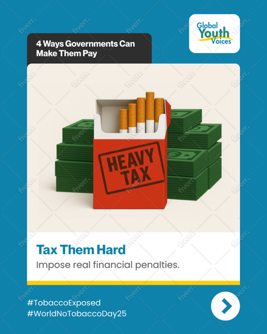 Global
Youth
Voices
4 Ways Governments Can
Make Them Pay
HEAVY
TAX
Tax Them Hard
Impose real financial penalties.
#TobaccoExposed
#WorldNoTobaccoDay25